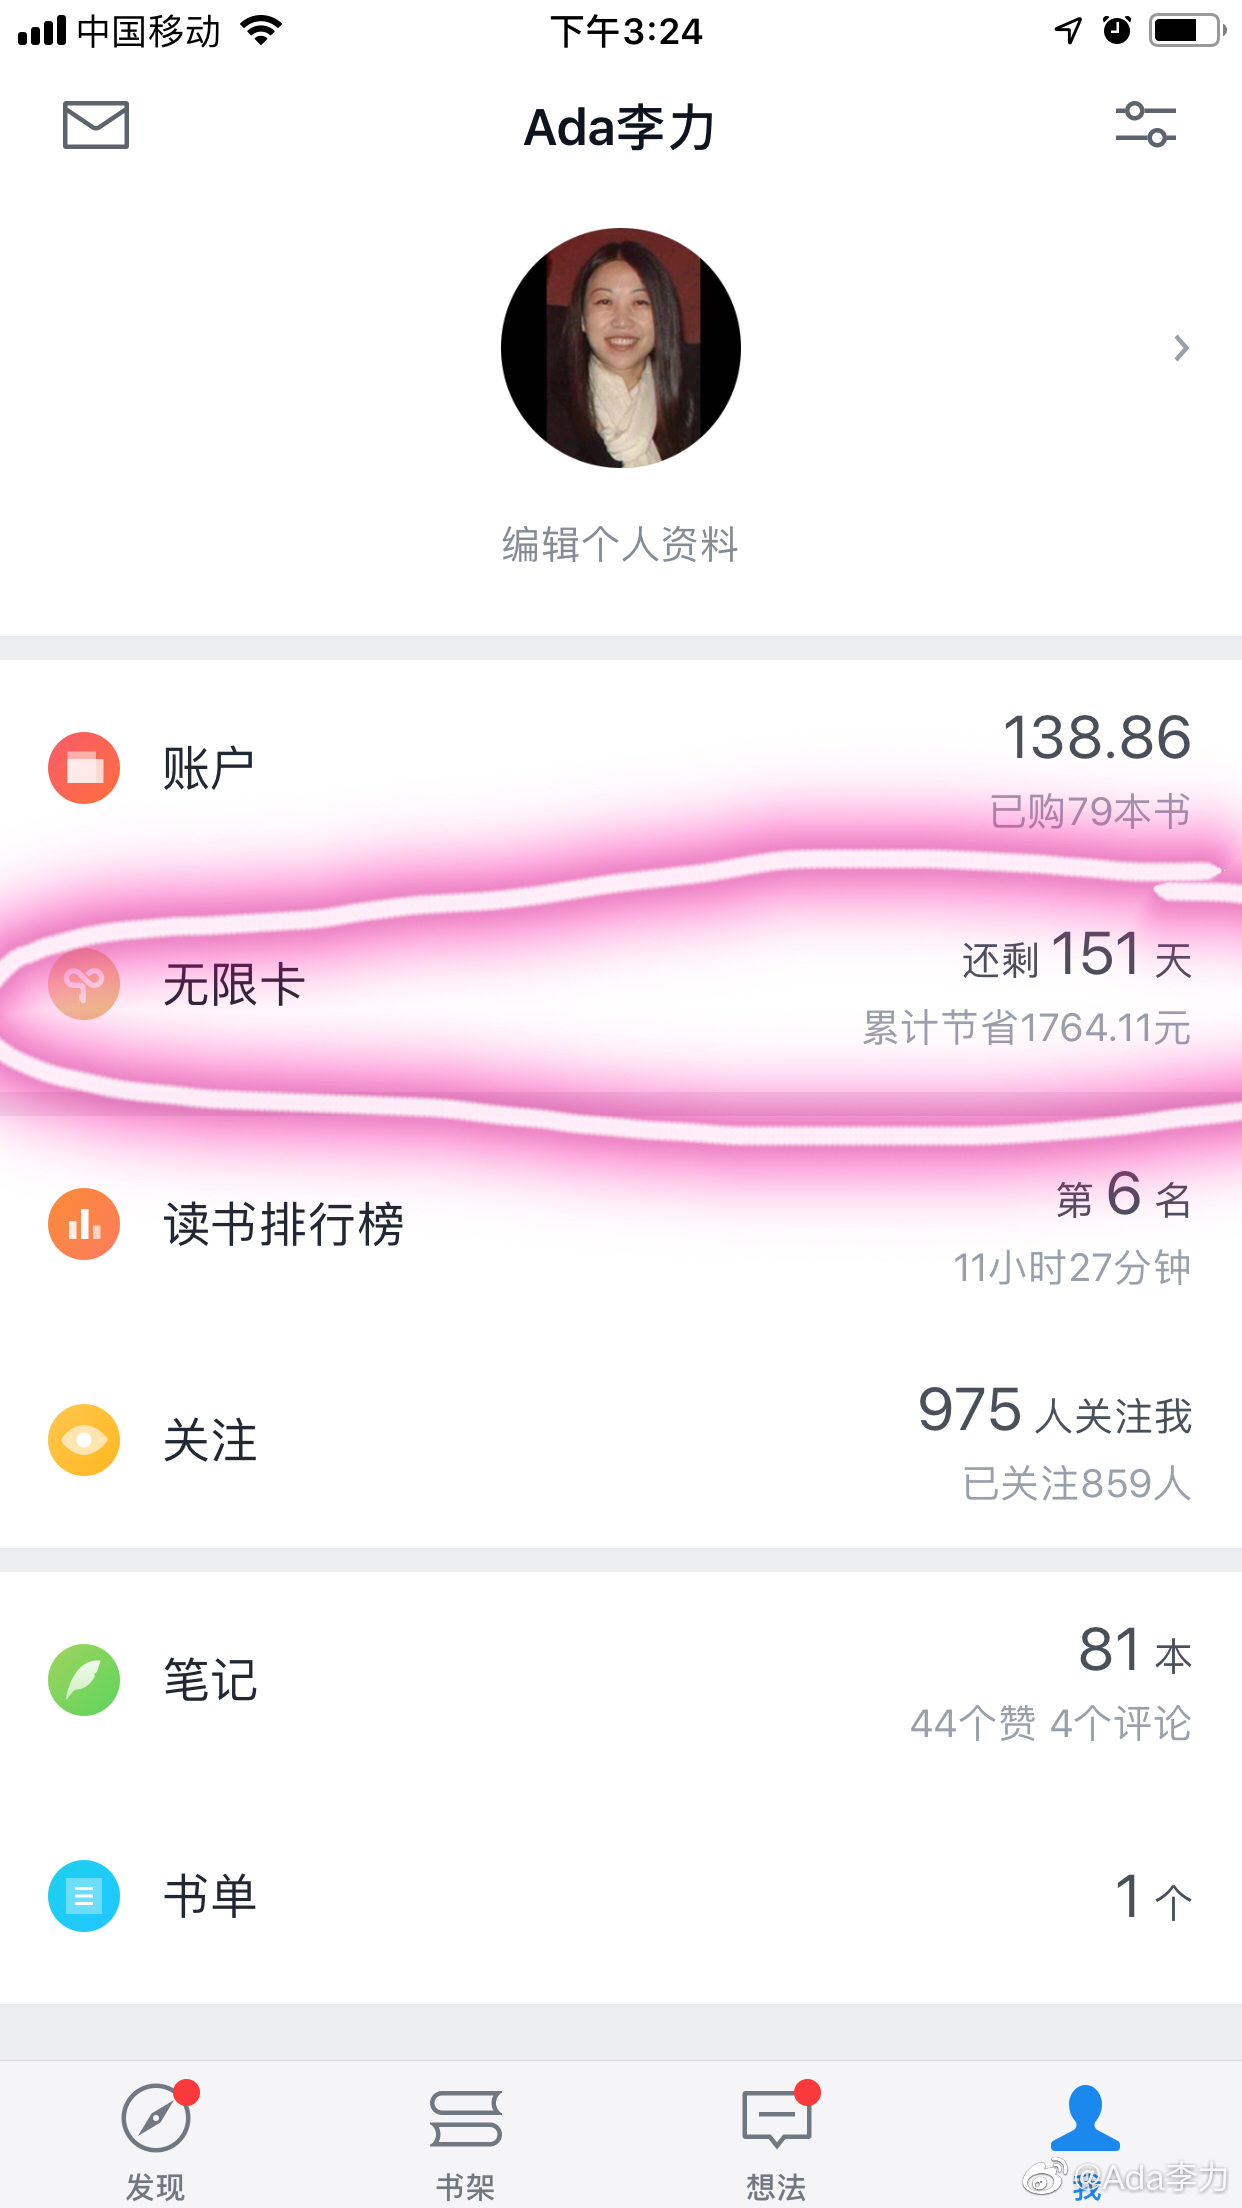 中国移动 下午3:24
Ada李力
编辑个人资料
账户 138.86
已购79本书
无限卡 还剩 151 天
累计节省1764.11元
读书排行榜 第 6 名
11小时27分钟
关注 975 人关注我
已关注859人
笔记 81 本
44个赞 4个评论
书单 1 个
发现 书架 想法 我
@Ada李力